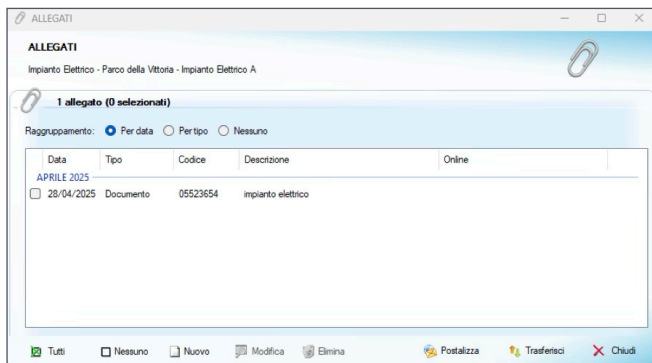 ALLEGATI
ALLEGATI
Impianto Elettrico - Parco della Vittoria - Impianto Elettrico A
1 allegato (0 selezionati)
Raggruppamento: Per data Per tipo Nessuno
Data Tipo Codice Descrizione Online
APRILE 2025
28/04/2025 Documento 05523654 impianto elettrico
Tutti Nessuno Nuovo Modifica Elimina Postalizza Trasferisci Chiudi